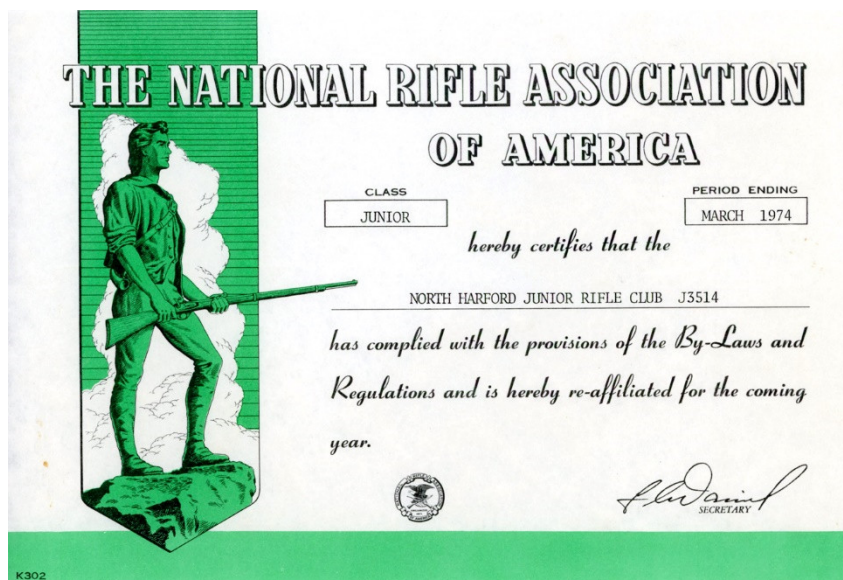 THE NATIONAL RIFLE ASSOCIATION
OF AMERICA
CLASS
JUNIOR
PERIOD ENDING
MARCH 1974
hereby certifies that the
NORTH HARFORD JUNIOR RIFLE CLUB J3514
has complied with the provisions of the By-Laws and
Regulations and is hereby re-affiliated for the coming
year.
SECRETARY
K302